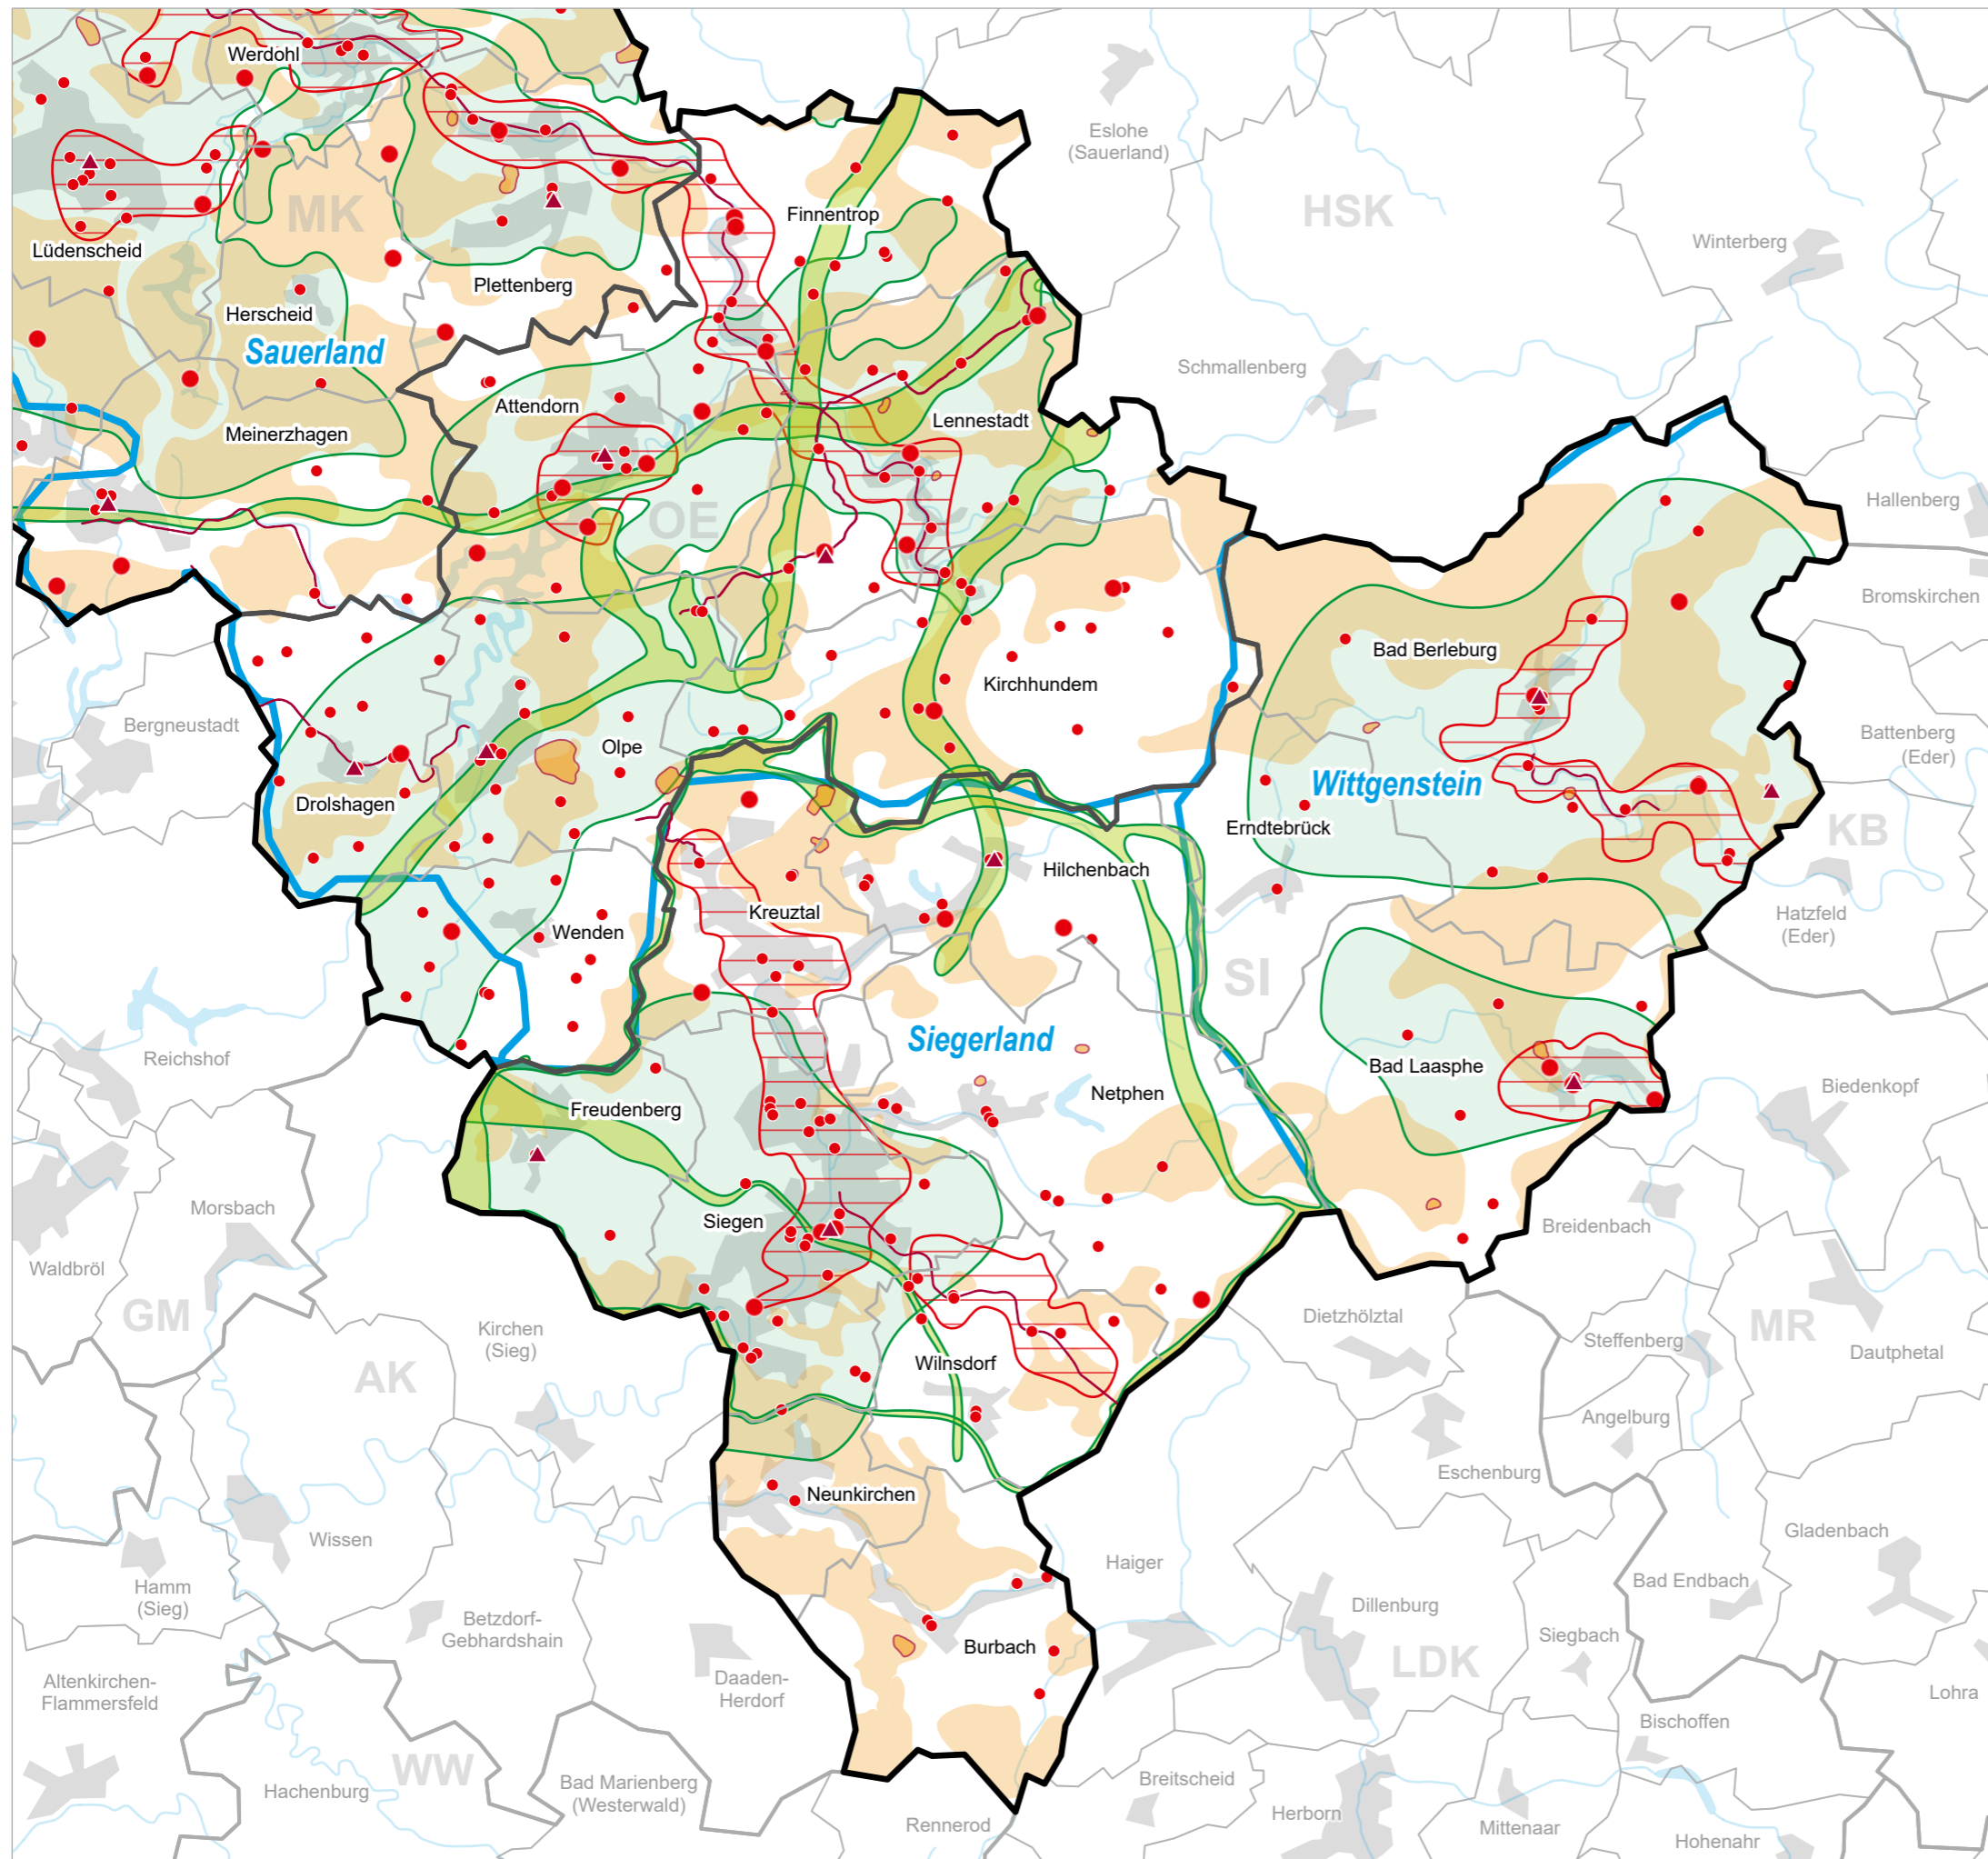 Werdohl
Eslohe
(Sauerland)
HSK
MK
Finnentrop
Winterberg
Lüdenscheid
Plettenberg
Herscheid
Sauerland
Schmallenberg
Attendorn
Lennestadt
Meinerzhagen
Hallenberg
OE
Bromskirchen
Bad Berleburg
Kirchhundem
Bergneustadt
Battenberg
(Eder)
Olpe
Wittgenstein
Drolshagen
Erndtebrück
KB
Hilchenbach
Kreuztal
Hatzfeld
(Eder)
Wenden
SI
Siegerland
Reichshof
Bad Laasphe
Biedenkopf
Netphen
Freudenberg
Morsbach
Siegen
Breidenbach
Waldbröl
GM
Dietzhölztal
MR
Kirchen
(Sieg)
Steffenberg
Dautphetal
AK
Wilnsdorf
Angelburg
Eschenburg
Neunkirchen
Wissen
Gladenbach
Haiger
Hamm
(Sieg)
Bad Endbach
Dillenburg
Betzdorf-
Gebhardshain
Siegbach
Burbach
LDK
Altenkirchen-
Flammersfeld
Daaden-
Herdorf
Lohra
Bischoffen
WW
Hachenburg
Bad Marienberg
(Westerwald)
Breitscheid
Herborn
Rennerod
Mittenaar
Hohenahr